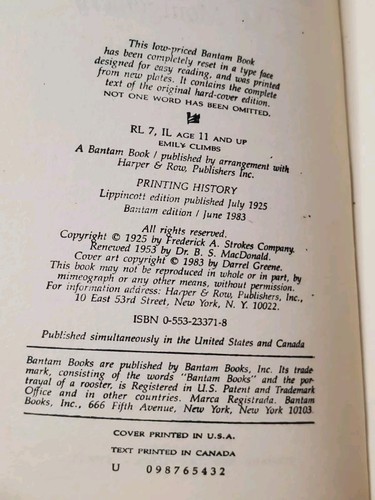 This low-priced Bantam Book
has been completely reset in a type face
designed for easy reading, and was printed
from new plates. It contains the complete
text of the original hard-cover edition.
NOT ONE WORD HAS BEEN OMITTED.
RL 7, IL AGE 11 AND UP
EMILY CLIMBS
A Bantam Book / published by arrangement with
Harper & Row, Publishers Inc.
PRINTING HISTORY
Lippincott edition published July 1925
Bantam edition / June 1983
All rights reserved.
Copyright © 1925 by Frederick A. Strokes Company.
Renewed 1953 by Dr. B. S. MacDonald.
Cover art copyright © 1983 by Darrel Greene.
This book may not be reproduced in whole or in part, by
mimeograph or any other means, without permission.
For information address: Harper & Row, Publishers, Inc.,
10 East 53rd Street, New York, N. Y. 10022.
ISBN 0-553-23371-8
Published simultaneously in the United States and Canada
Bantam Books are published by Bantam Books, Inc. Its trade
mark, consisting of the words "Bantam Books" and the por-
trayal of a rooster, is Registered in U.S. Patent and Trademark
Office and in other countries. Marca Registrada. Bantam
Books, Inc., 666 Fifth Avenue, New York, New York 10103.
COVER PRINTED IN U.S.A.
TEXT PRINTED IN CANADA
U 098765432